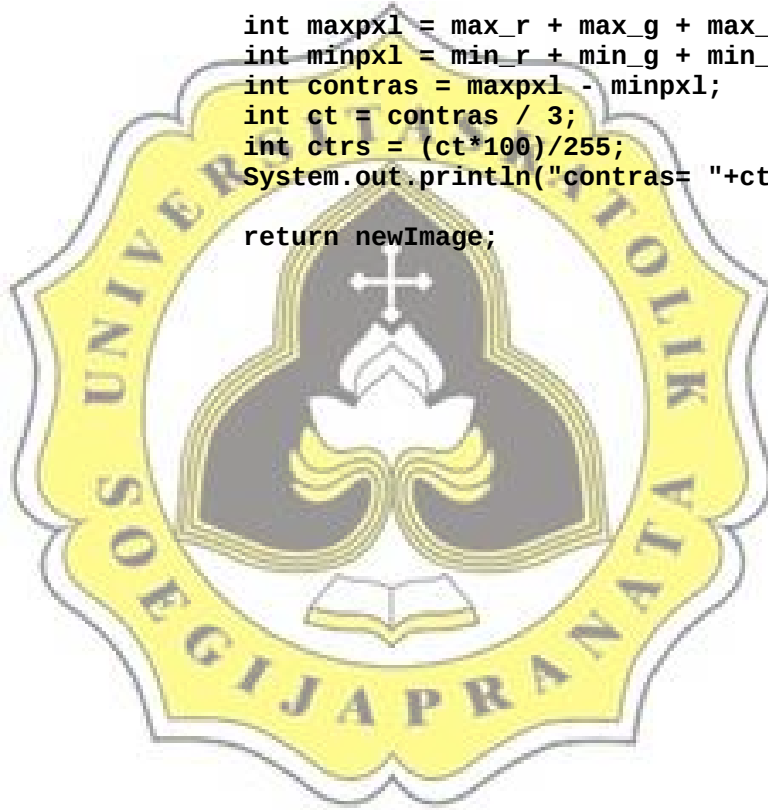 int maxpxl = max_r + max_g + max_
int minpxl = min_r + min_g + min_
int contras = maxpxl - minpxl;
int ct = contras / 3;
int ctrs = (ct*100)/255;
System.out.println("contras= "+ct
return newImage;
UNIVERSITAS KATOLIK
SOEGIJAPRANATA